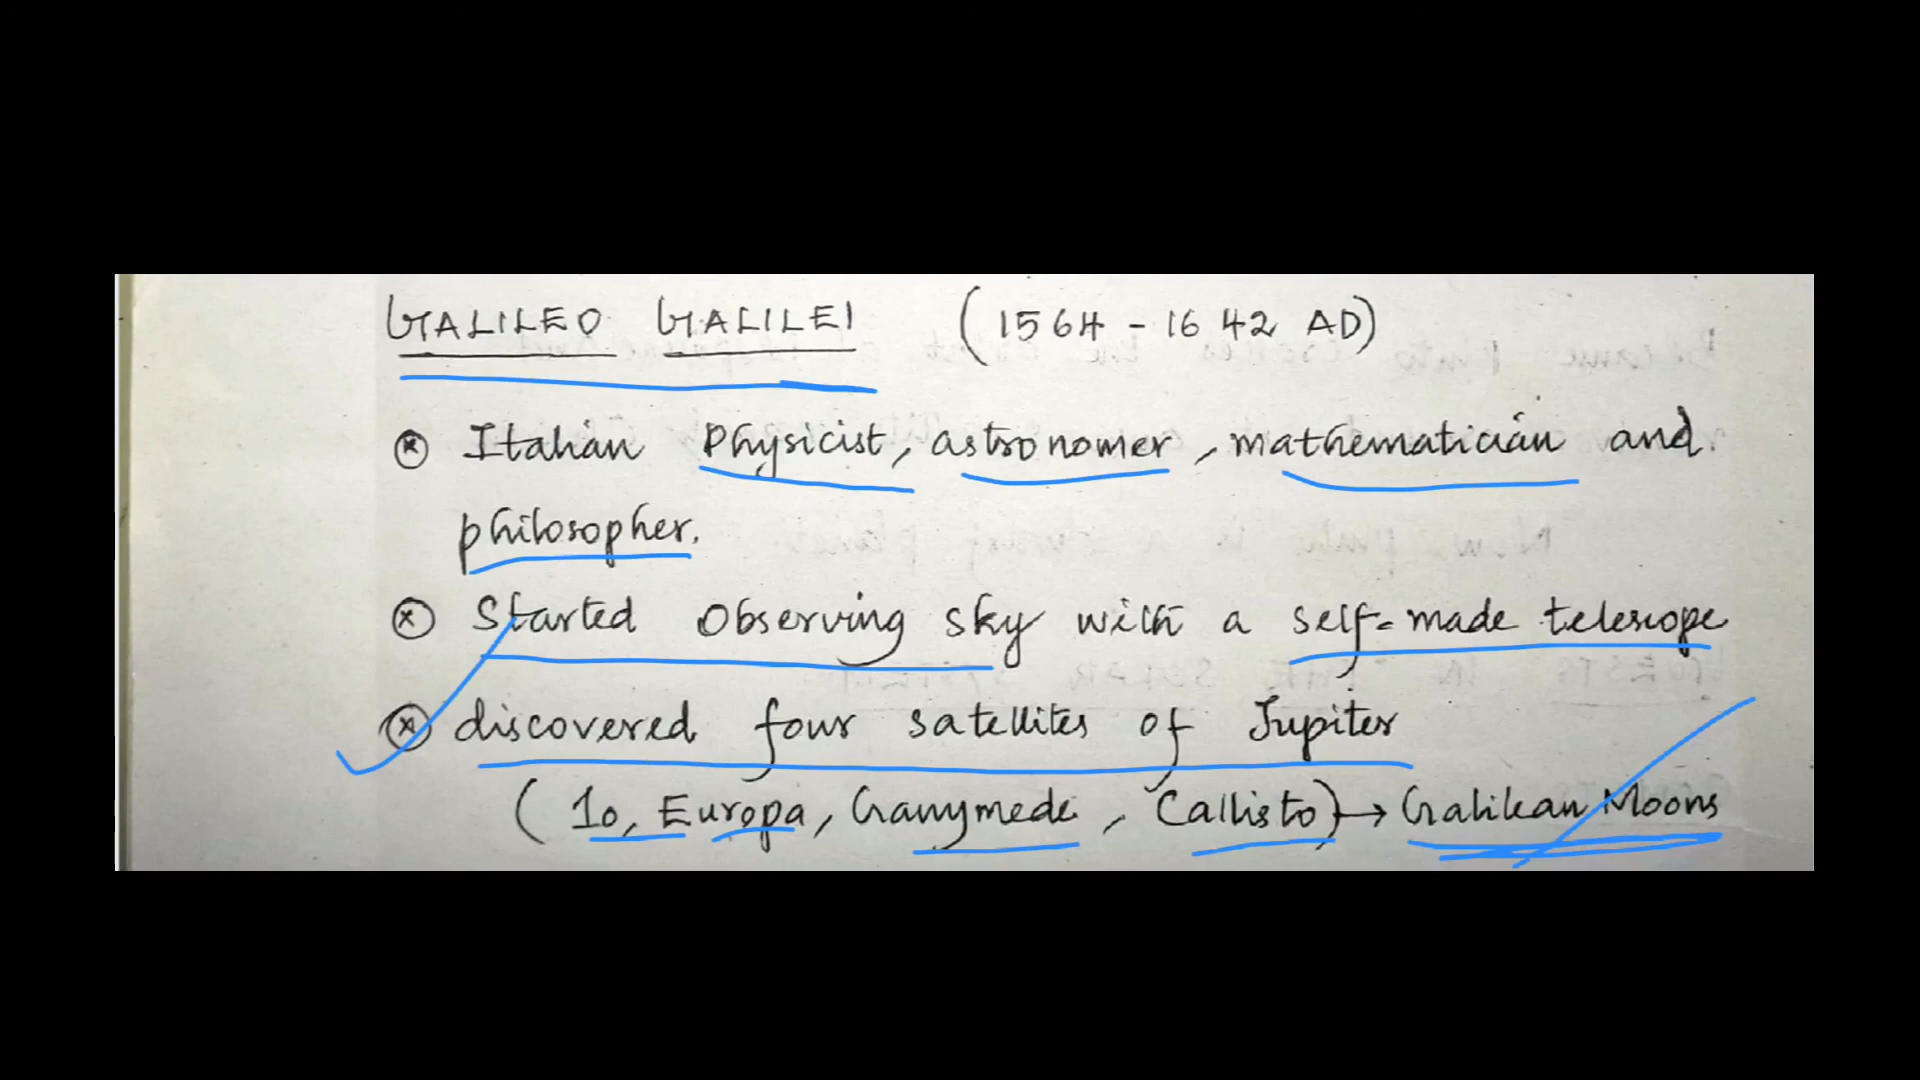 GALILEO GALILEI (1564 - 1642 AD)
Italian Physicist, astronomer, mathematician and
philosopher.
Started Observing sky with a self-made telescope
discovered four satellites of Jupiter
(Io, Europa, Ganymede, Callisto) → Galilean Moons